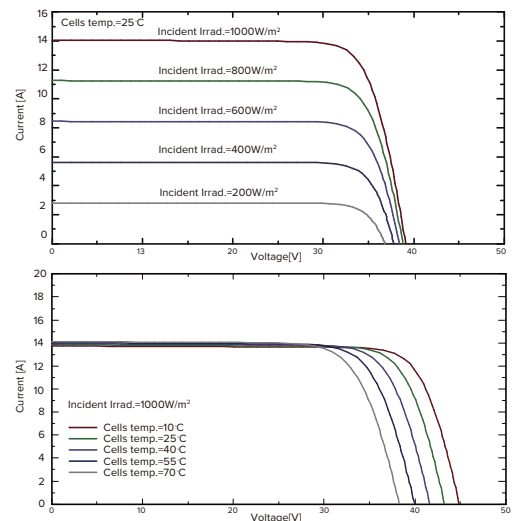 Cells temp.=25°C
Incident Irrad.=1000W/m²
Incident Irrad.=800W/m²
Incident Irrad.=600W/m²
Incident Irrad.=400W/m²
Incident Irrad.=200W/m²
Current [A]
16
14
12
10
8
6
4
2
0
0 13 20 30 40 50
Voltage[V]
Current [A]
20
18
16
14
14
10
8
6
4
2
0
Incident Irrad.=1000W/m²
Cells temp.=10°C
Cells temp.=25°C
Cells temp.=40°C
Cells temp.=55°C
Cells temp.=70°C
0 10 20 30 40 50
Voltage[V]